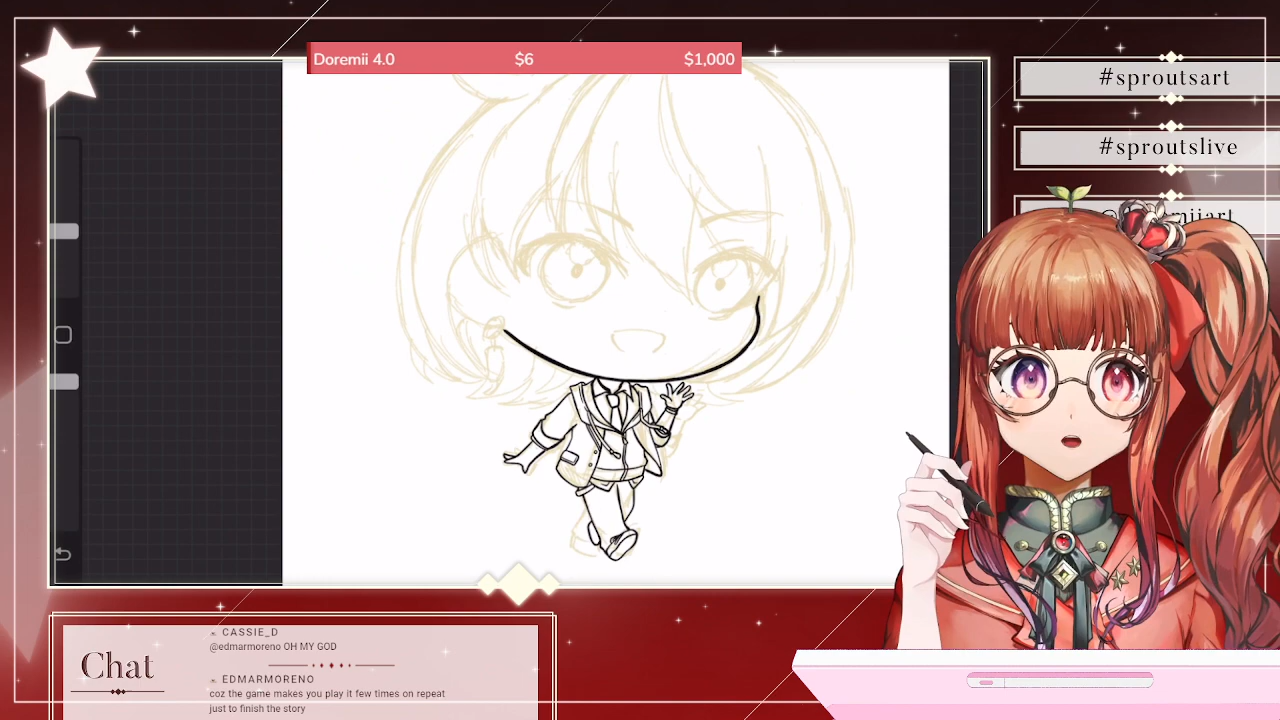 Doremii 4.0 $6 $1,000
#sproutsart
#sproutslive
Chat
CASSIE_D
@edmarmoreno OH MY GOD
EDMARMORENO
coz the game makes you play it few times on repeat
just to finish the story